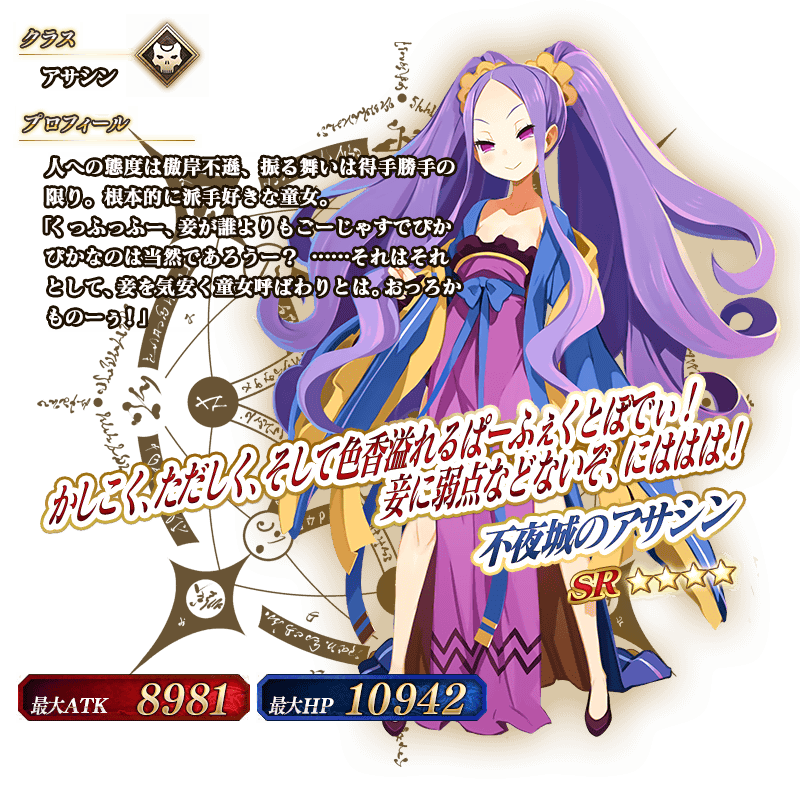 クラス
アサシン
プロフィール
人への態度は傲岸不遜、振る舞いは得手勝手の
限り。根本的に派手好きな童女。
「くっふっふー、妾が誰よりもごーじゃすでぴか
ぴかなのは当然であろうー? ……それはそれ
として、妾を気安く童女呼ばわりとは。おっろか
ものーぅ!」
かしこく、ただしく、そして色香溢れるぱーふぇくとぼでぃ!
妾に弱点などないぞ、にははは!
不夜城のアサシン
SR ★★★★
最大ATK 8981
最大HP 10942